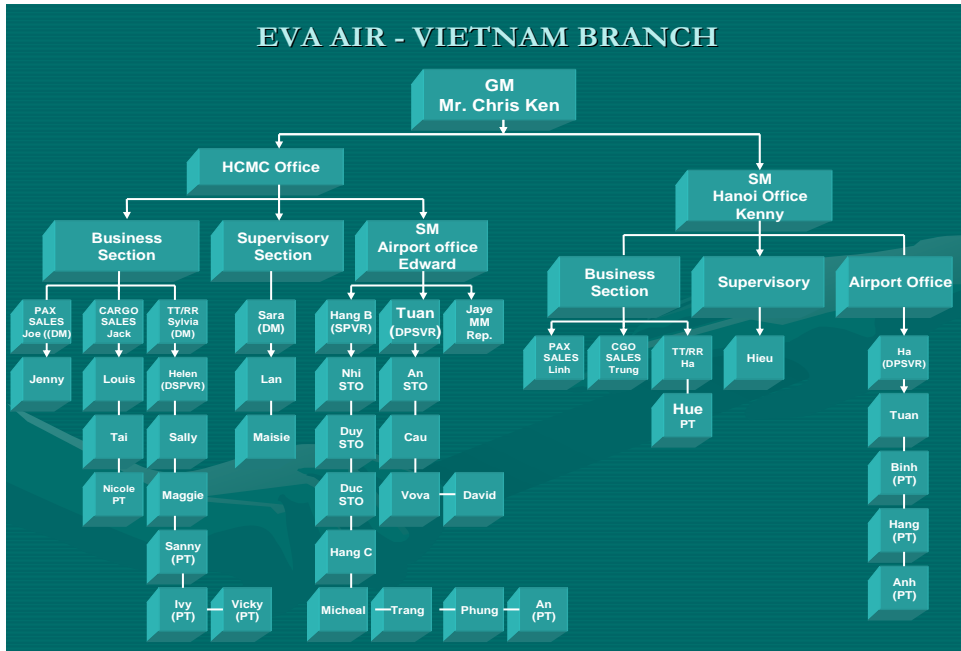 EVA AIR - VIETNAM BRANCH
GM
Mr. Chris Ken
HCMC Office
SM
Hanoi Office
Kenny
Business
Section
Supervisory
Section
SM
Airport office
Edward
Business
Section
Supervisory
Airport Office
PAX
SALES
Joe ((DM)
CARGO
SALES
Jack
TT/RR
Sylvia
(DM)
Sara
(DM)
Hang B
(SPVR)
Tuan
(DPSVR)
Jaye
MM
Rep.
PAX
SALES
Linh
CGO
SALES
Trung
TT/RR
Ha
Hieu
Ha
(DPSVR)
Jenny
Louis
Helen
(DSPVR)
Lan
Nhi
STO
An
STO
Hue
PT
Tuan
Tai
Sally
Maisie
Duy
STO
Cau
Binh
(PT)
Nicole
PT
Maggie
Duc
STO
Vova
David
Hang
(PT)
Sanny
(PT)
Hang C
Anh
(PT)
Ivy
(PT)
Vicky
(PT)
Micheal
Trang
Phung
An
(PT)